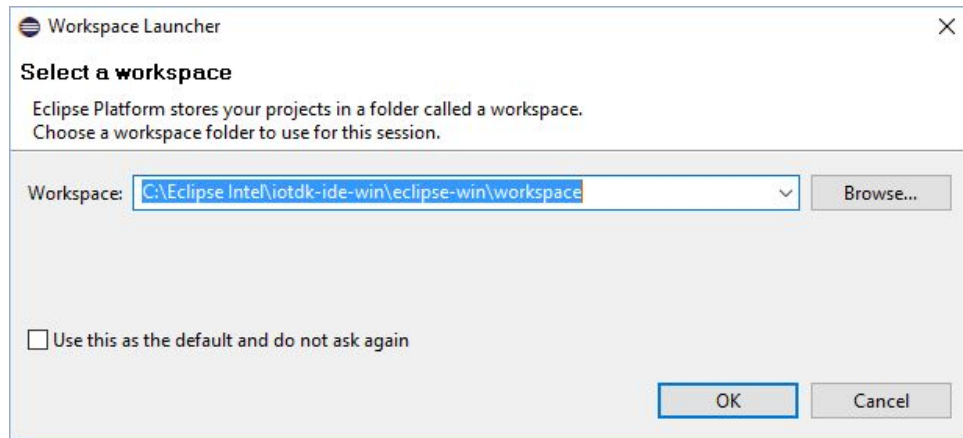 Workspace Launcher
Select a workspace
Eclipse Platform stores your projects in a folder called a workspace.
Choose a workspace folder to use for this session.
Workspace: C:\Eclipse Intel\iotdk-ide-win\eclipse-win\workspace Browse...
Use this as the default and do not ask again
OK Cancel